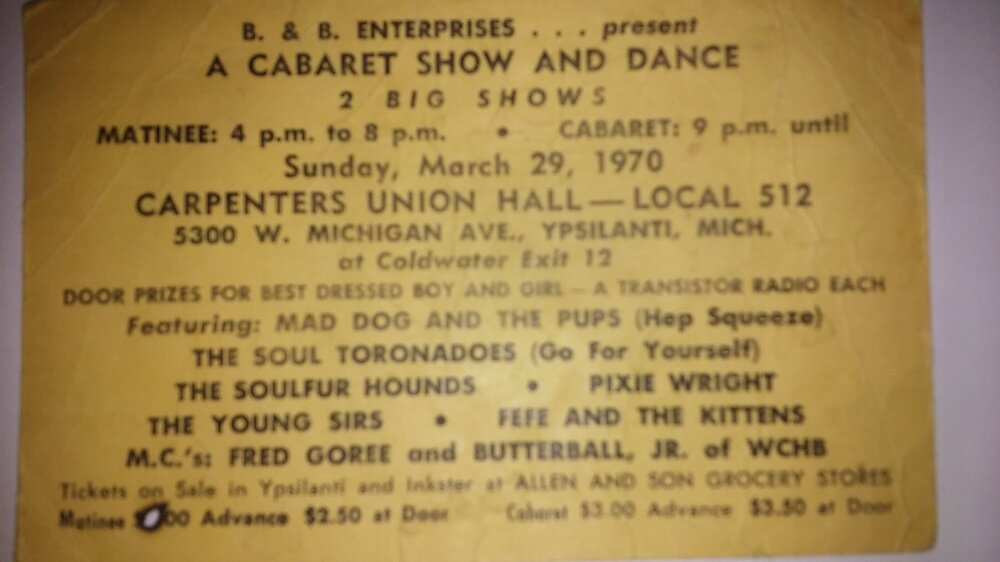 B. & B. ENTERPRISES . . . present
A CABARET SHOW AND DANCE
2 BIG SHOWS
MATINEE: 4 p.m. to 8 p.m. • CABARET: 9 p.m. until
Sunday, March 29, 1970
CARPENTERS UNION HALL — LOCAL 512
5300 W. MICHIGAN AVE., YPSILANTI, MICH.
at Coldwater Exit 12
DOOR PRIZES FOR BEST DRESSED BOY AND GIRL — A TRANSISTOR RADIO EACH
Featuring: MAD DOG AND THE PUPS (Hep Squeeze)
THE SOUL TORONADOES (Go For Yourself)
THE SOULFUR HOUNDS • PIXIE WRIGHT
THE YOUNG SIRS • FEFE AND THE KITTENS
M.C.'s: FRED GOREE and BUTTERBALL, JR. of WCHB
Tickets on Sale in Ypsilanti and Inkster at ALLEN AND SON GROCERY STORES
Matinee 00 Advance $2.50 at Door Cabaret $3.00 Advance $3.50 at Door